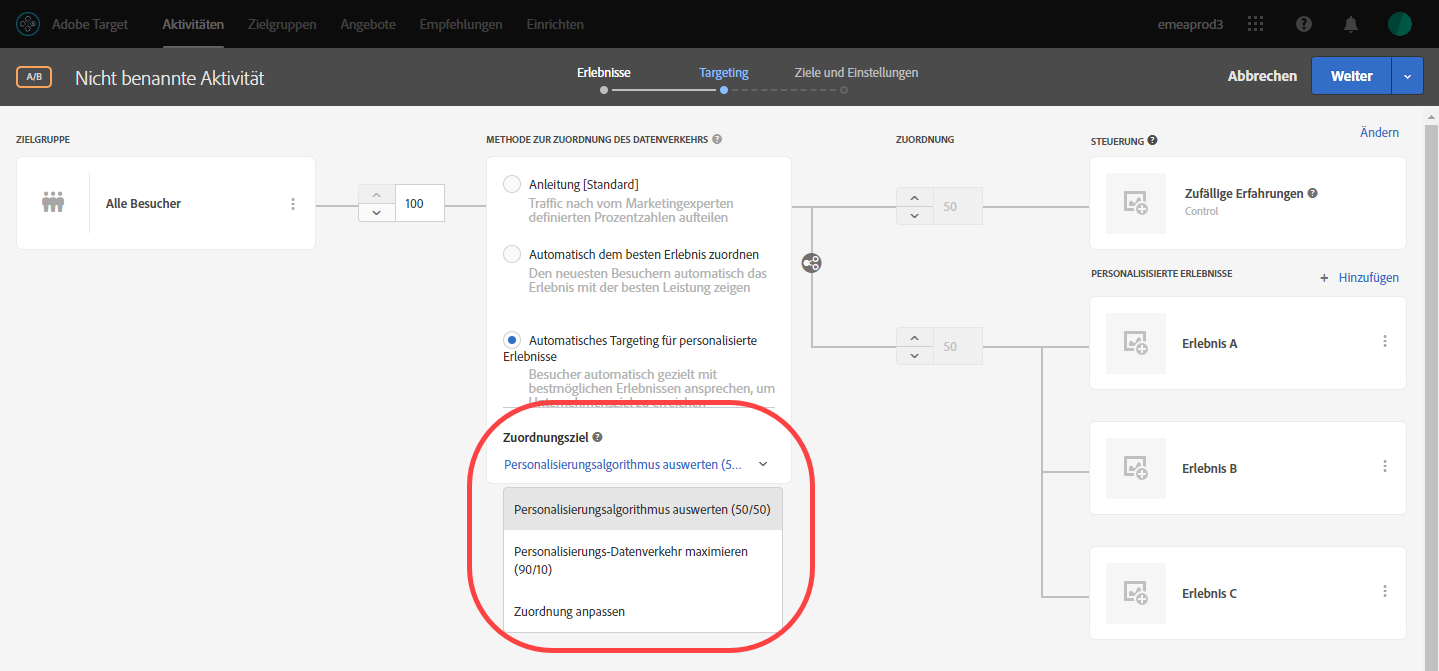 Adobe Target
Aktivitäten
Zielgruppen
Angebote
Empfehlungen
Einrichten
emeaprod3
A/B
Nicht benannte Aktivität
Erlebnisse
Targeting
Ziele und Einstellungen
Abbrechen
Weiter
ZIELGRUPPE
Alle Besucher
100
METHODE ZUR ZUORDNUNG DES DATENVERKEHRS
Anleitung [Standard]
Traffic nach vom Marketingexperten
definierten Prozentzahlen aufteilen
Automatisch dem besten Erlebnis zuordnen
Den neuesten Besuchern automatisch das
Erlebnis mit der besten Leistung zeigen
Automatisches Targeting für personalisierte
Erlebnisse
Besucher automatisch gezielt mit
bestmöglichen Erlebnissen ansprechen, um
Unternehmensziel zu erreichen
Zuordnungsziel
Personalisierungsalgorithmus auswerten (5...
Personalisierungsalgorithmus auswerten (50/50)
Personalisierungs-Datenverkehr maximieren
(90/10)
Zuordnung anpassen
ZUORDNUNG
50
50
STEUERUNG
Ändern
Zufällige Erfahrungen
Control
PERSONALISIERTE ERLEBNISSE
+ Hinzufügen
Erlebnis A
Erlebnis B
Erlebnis C